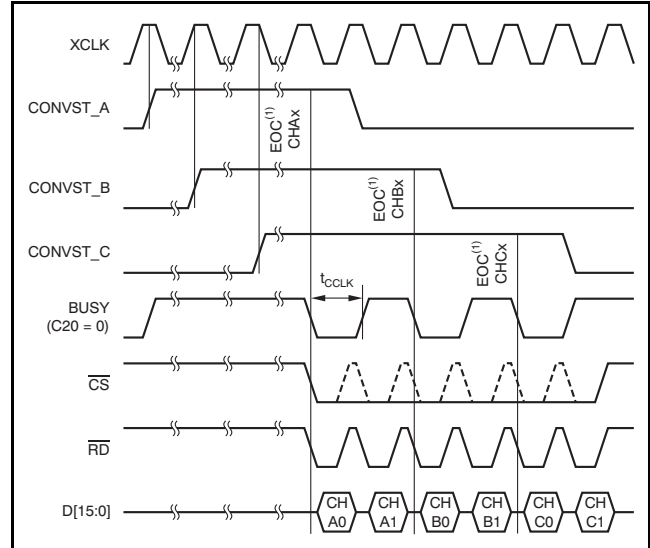 XCLK
CONVST_A
EOC(1)
CHAx
CONVST_B
EOC(1)
CHBx
CONVST_C
EOC(1)
CHCx
tCCLK
BUSY
(C20 = 0)
CS
RD
D[15:0]
CH
A0
CH
A1
CH
B0
CH
B1
CH
C0
CH
C1